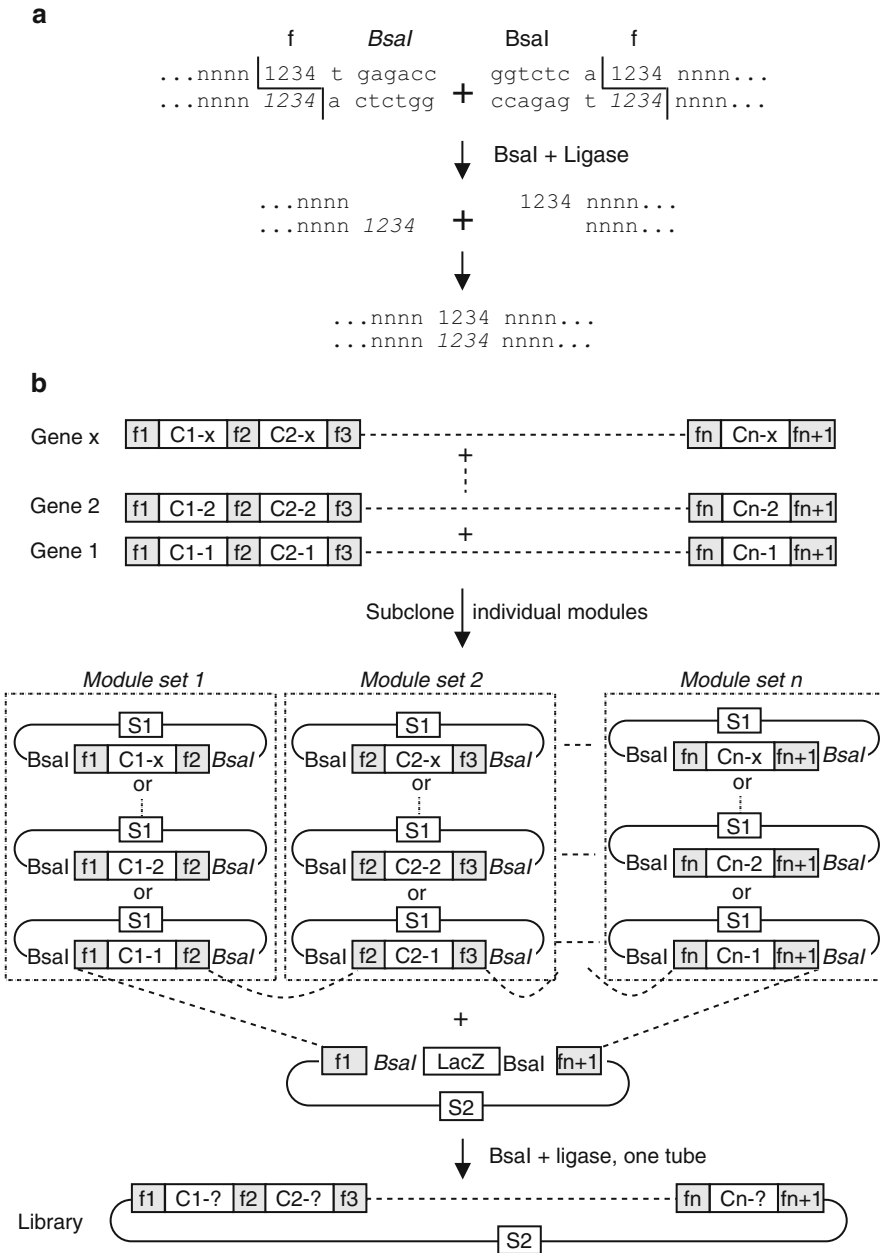 a
f BsaI BsaI f
...nnnn 1234 t gagacc ggtctc a 1234 nnnn...
...nnnn 1234 a ctctgg + ccagag t 1234 nnnn...
BsaI + Ligase
...nnnn 1234 nnnn...
...nnnn 1234 + nnnn...
...nnnn 1234 nnnn...
...nnnn 1234 nnnn...
b
Gene x f1 C1-x f2 C2-x f3 fn Cn-x fn+1
+
Gene 2 f1 C1-2 f2 C2-2 f3 fn Cn-2 fn+1
+
Gene 1 f1 C1-1 f2 C2-1 f3 fn Cn-1 fn+1
Subclone individual modules
Module set 1 Module set 2 Module set n
S1 S1 S1
BsaI f1 C1-x f2 BsaI BsaI f2 C2-x f3 BsaI BsaI fn Cn-x fn+1 BsaI
or or or
S1 S1 S1
BsaI f1 C1-2 f2 BsaI BsaI f2 C2-2 f3 BsaI BsaI fn Cn-2 fn+1 BsaI
or or or
S1 S1 S1
BsaI f1 C1-1 f2 BsaI BsaI f2 C2-1 f3 BsaI BsaI fn Cn-1 fn+1 BsaI
+
f1 BsaI LacZ BsaI fn+1
S2
BsaI + ligase, one tube
f1 C1-? f2 C2-? f3 fn Cn-? fn+1
Library
S2